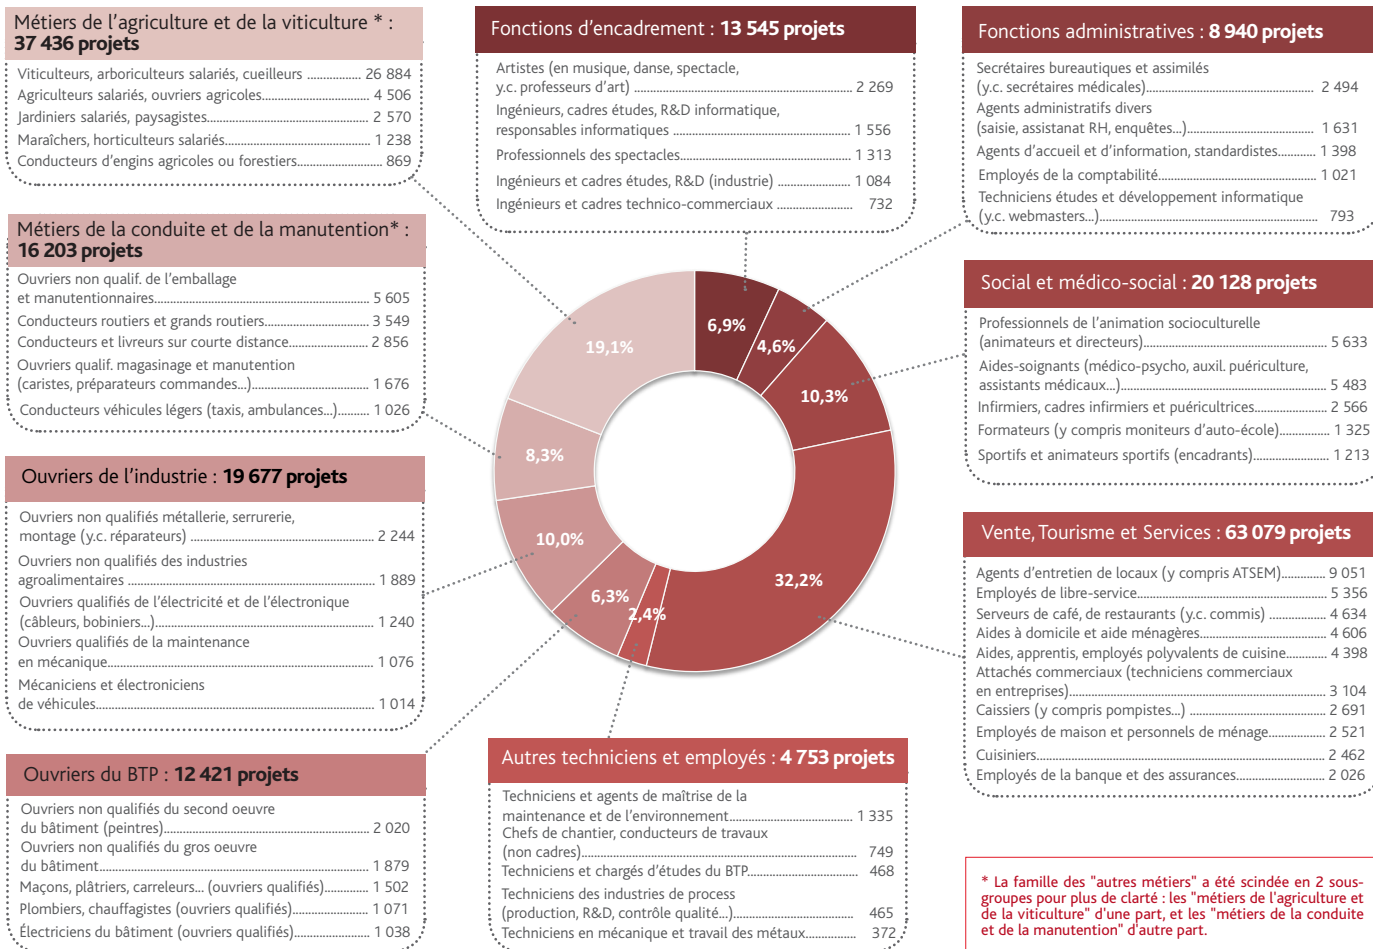 Métiers de l'agriculture et de la viticulture * :
37 436 projets
Viticulteurs, arboriculteurs salariés, cueilleurs ................ 26 884
Agriculteurs salariés, ouvriers agricoles................................ 4 506
Jardiniers salariés, paysagistes................................................. 2 570
Maraîchers, horticulteurs salariés........................................... 1 238
Conducteurs d'engins agricoles ou forestiers......................... 869
Métiers de la conduite et de la manutention* :
16 203 projets
Ouvriers non qualif. de l'emballage
et manutentionnaires................................................................ 5 605
Conducteurs routiers et grands routiers............................... 3 549
Conducteurs et livreurs sur courte distance........................ 2 856
Ouvriers qualif. magasinage et manutention
(caristes, préparateurs commandes...)................................... 1 676
Conducteurs véhicules légers (taxis, ambulances...).......... 1 026
Ouvriers de l'industrie : 19 677 projets
Ouvriers non qualifiés métallerie, serrurerie,
montage (y.c. réparateurs) ...................................................... 2 244
Ouvriers non qualifiés des industries
agroalimentaires ......................................................................... 1 889
Ouvriers qualifiés de l'électricité et de l'électronique
(câbleurs, bobiniers...)................................................................ 1 240
Ouvriers qualifiés de la maintenance
en mécanique............................................................................... 1 076
Mécaniciens et électroniciens
de véhicules.................................................................................. 1 014
Ouvriers du BTP : 12 421 projets
Ouvriers non qualifiés du second oeuvre
du bâtiment (peintres)............................................................. 2 020
Ouvriers non qualifiés du gros oeuvre
du bâtiment................................................................................ 1 879
Maçons, plâtriers, carreleurs... (ouvriers qualifiés)............. 1 502
Plombiers, chauffagistes (ouvriers qualifiés)....................... 1 071
Électriciens du bâtiment (ouvriers qualifiés)....................... 1 038
Fonctions d'encadrement : 13 545 projets
Artistes (en musique, danse, spectacle,
y.c. professeurs d'art) ......................................................... 2 269
Ingénieurs, cadres études, R&D informatique,
responsables informatiques .................................................... 1 556
Professionnels des spectacles.................................................. 1 313
Ingénieurs et cadres études, R&D (industrie) ..................... 1 084
Ingénieurs et cadres technico-commerciaux ...................... 732
6,9%
4,6%
10,3%
32,2%
2,4%
6,3%
10,0%
8,3%
19,1%
Autres techniciens et employés : 4 753 projets
Techniciens et agents de maîtrise de la
maintenance et de l'environnement..................................... 1 335
Chefs de chantier, conducteurs de travaux
(non cadres)................................................................................. 749
Techniciens et chargés d'études du BTP................................ 468
Techniciens des industries de process
(production, R&D, contrôle qualité...)................................... 465
Techniciens en mécanique et travail des métaux............... 372
Fonctions administratives : 8 940 projets
Secrétaires bureautiques et assimilés
(y.c. secrétaires médicales)........................................................ 2 494
Agents administratifs divers
(saisie, assistanat RH, enquêtes...)..................................... 1 631
Agents d'accueil et d'information, standardistes........... 1 398
Employés de la comptabilité............................................. 1 021
Techniciens études et développement informatique
(y.c. webmasters...).............................................................. 793
Social et médico-social : 20 128 projets
Professionnels de l'animation socioculturelle
(animateurs et directeurs)..................................................... 5 633
Aides-soignants (médico-psycho, auxil. puériculture,
assistants médicaux...)........................................................... 5 483
Infirmiers, cadres infirmiers et puéricultrices..................... 2 566
Formateurs (y compris moniteurs d'auto-école)............... 1 325
Sportifs et animateurs sportifs (encadrants)...................... 1 213
Vente, Tourisme et Services : 63 079 projets
Agents d'entretien de locaux (y compris ATSEM)............. 9 051
Employés de libre-service...................................................... 5 356
Serveurs de café, de restaurants (y.c. commis) ................ 4 634
Aides à domicile et aide ménagères..................................... 4 606
Aides, apprentis, employés polyvalents de cuisine........... 4 398
Attachés commerciaux (techniciens commerciaux
en entreprises)......................................................................... 3 104
Caissiers (y compris pompistes...) ........................................ 2 691
Employés de maison et personnels de ménage................ 2 521
Cuisiniers.................................................................................. 2 462
Employés de la banque et des assurances.......................... 2 026
* La famille des "autres métiers" a été scindée en 2 sous-
groupes pour plus de clarté : les "métiers de l'agriculture et
de la viticulture" d'une part, et les "métiers de la conduite
et de la manutention" d'autre part.